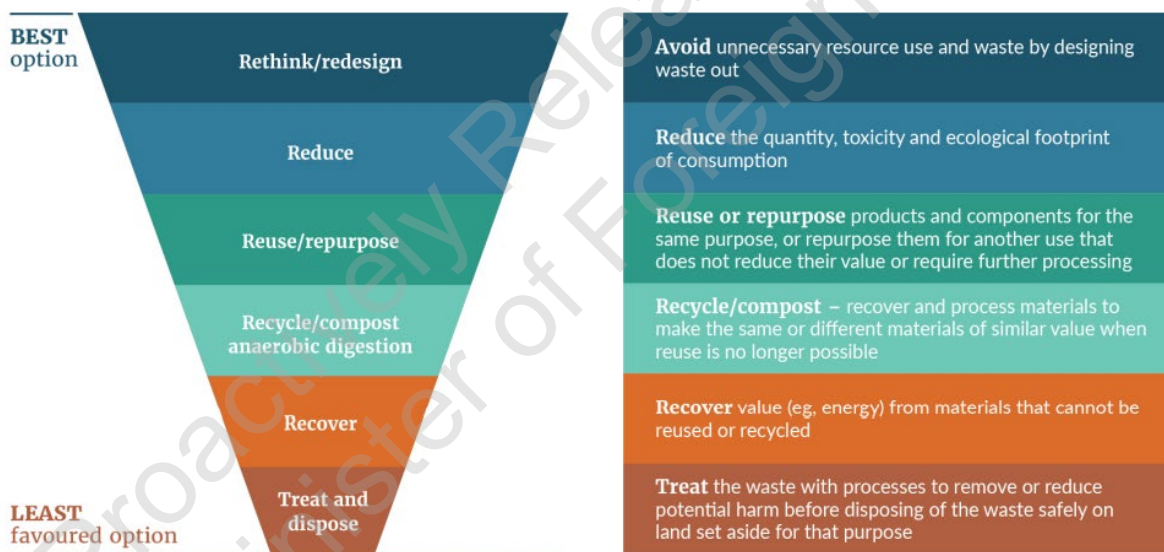 BEST
option
Rethink/redesign
Avoid unnecessary resource use and waste by designing
waste out
Reduce
Reduce the quantity, toxicity and ecological footprint
of consumption
Reuse/repurpose
Reuse or repurpose products and components for the
same purpose, or repurpose them for another use that
does not reduce their value or require further processing
Recycle/compost
anaerobic digestion
Recycle/compost – recover and process materials to
make the same or different materials of similar value when
reuse is no longer possible
Recover
Recover value (eg, energy) from materials that cannot be
reused or recycled
LEAST
favoured option
Treat and
dispose
Treat the waste with processes to remove or reduce
potential harm before disposing of the waste safely on
land set aside for that purpose
Proactively
of Foreign